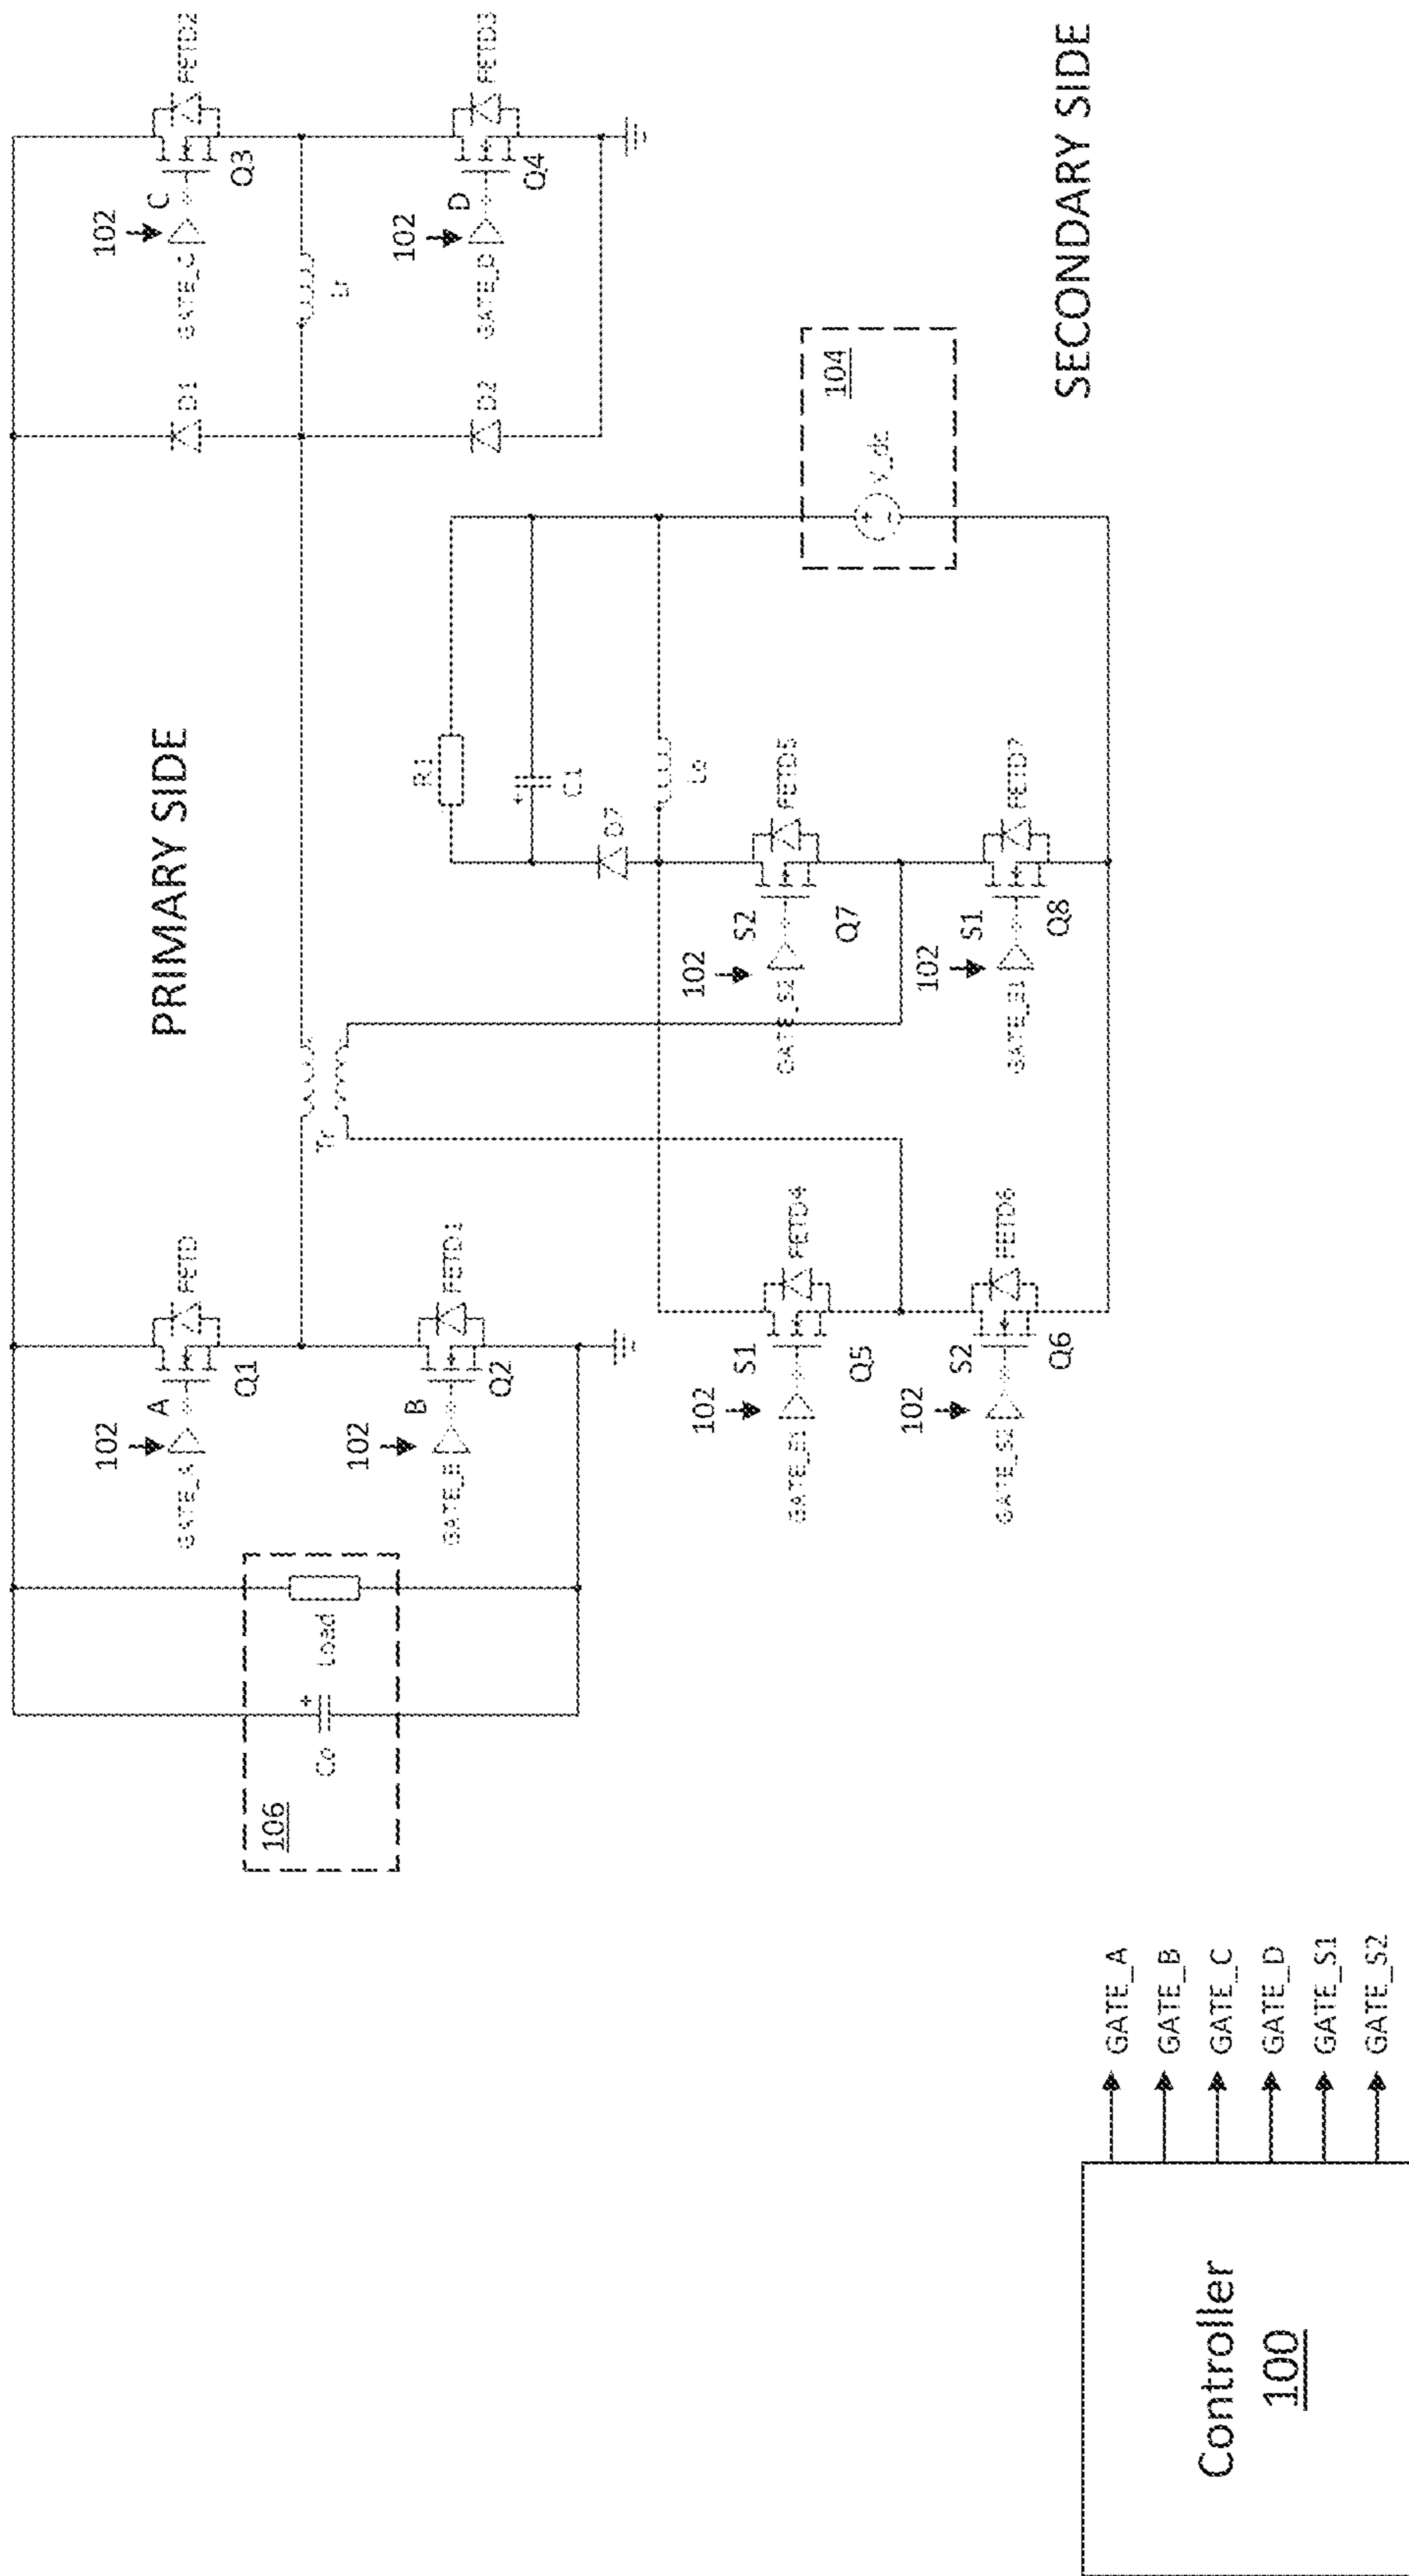 PRIMARY SIDE
106
Co
Load
102
A
GATE_A
Q1
FETD
102
B
GATE_B
Q2
FETD1
Tr
D1
D2
Lr
102
C
GATE_C
Q3
FETD2
102
D
GATE_D
Q4
FETD3
SECONDARY SIDE
102
S1
GATE_S1
Q5
FETD4
102
S2
GATE_S2
Q6
FETD6
R1
C1
D7
Lo
102
S2
GATE_S2
Q7
FETD5
102
S1
GATE_S1
Q8
FETD7
104
V_dc
Controller
100
GATE_A
GATE_B
GATE_C
GATE_D
GATE_S1
GATE_S2